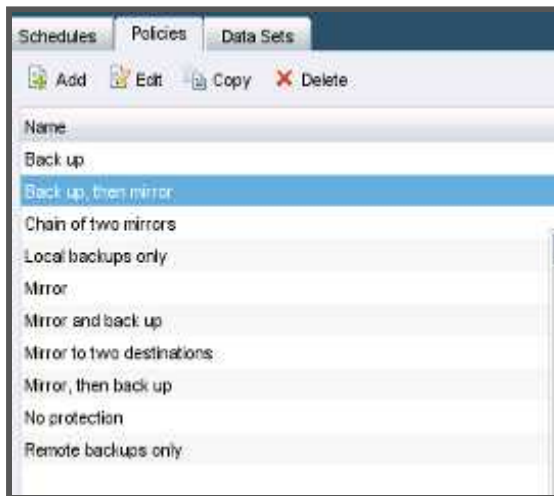 Schedules Policies Data Sets
Add Edit Copy Delete
Name
Back up
Back up, then mirror
Chain of two mirrors
Local backups only
Mirror
Mirror and back up
Mirror to two destinations
Mirror, then back up
No protection
Remote backups only